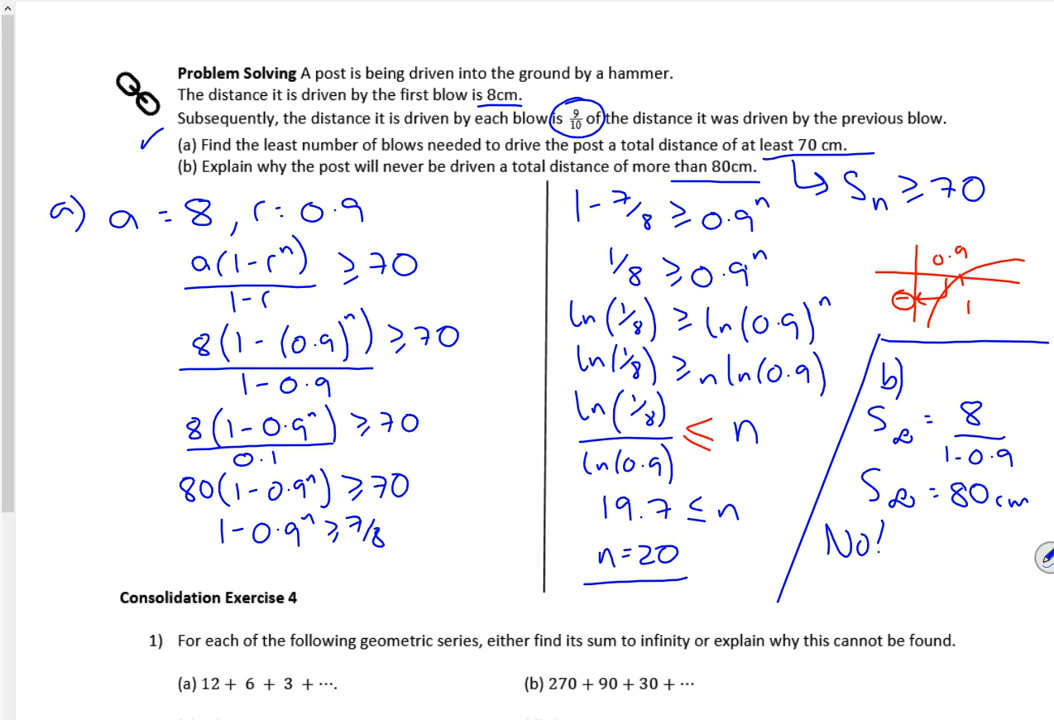 Problem Solving A post is being driven into the ground by a hammer.
The distance it is driven by the first blow is 8cm.
Subsequently, the distance it is driven by each blow is 9/10 of the distance it was driven by the previous blow.
(a) Find the least number of blows needed to drive the post a total distance of at least 70 cm.
(b) Explain why the post will never be driven a total distance of more than 80cm.
↳ Sₙ ≥ 70
a) a = 8, r = 0.9
a(1-rⁿ)/(1-r) ≥ 70
8(1-(0.9)ⁿ)/(1-0.9) ≥ 70
8(1-0.9ⁿ)/0.1 ≥ 70
80(1-0.9ⁿ) ≥ 70
1-0.9ⁿ ≥ 7/8
1-7/8 ≥ 0.9ⁿ
1/8 ≥ 0.9ⁿ
ln(1/8) ≥ ln(0.9)ⁿ
ln(1/8) ≥ n ln(0.9)
ln(1/8)/ln(0.9) ≤ n
19.7 ≤ n
n=20
0.9
1
b)
S∞ = 8/(1-0.9)
S∞ = 80cm
No!
Consolidation Exercise 4
1) For each of the following geometric series, either find its sum to infinity or explain why this cannot be found.
(a) 12 + 6 + 3 + ⋯.
(b) 270 + 90 + 30 + ⋯